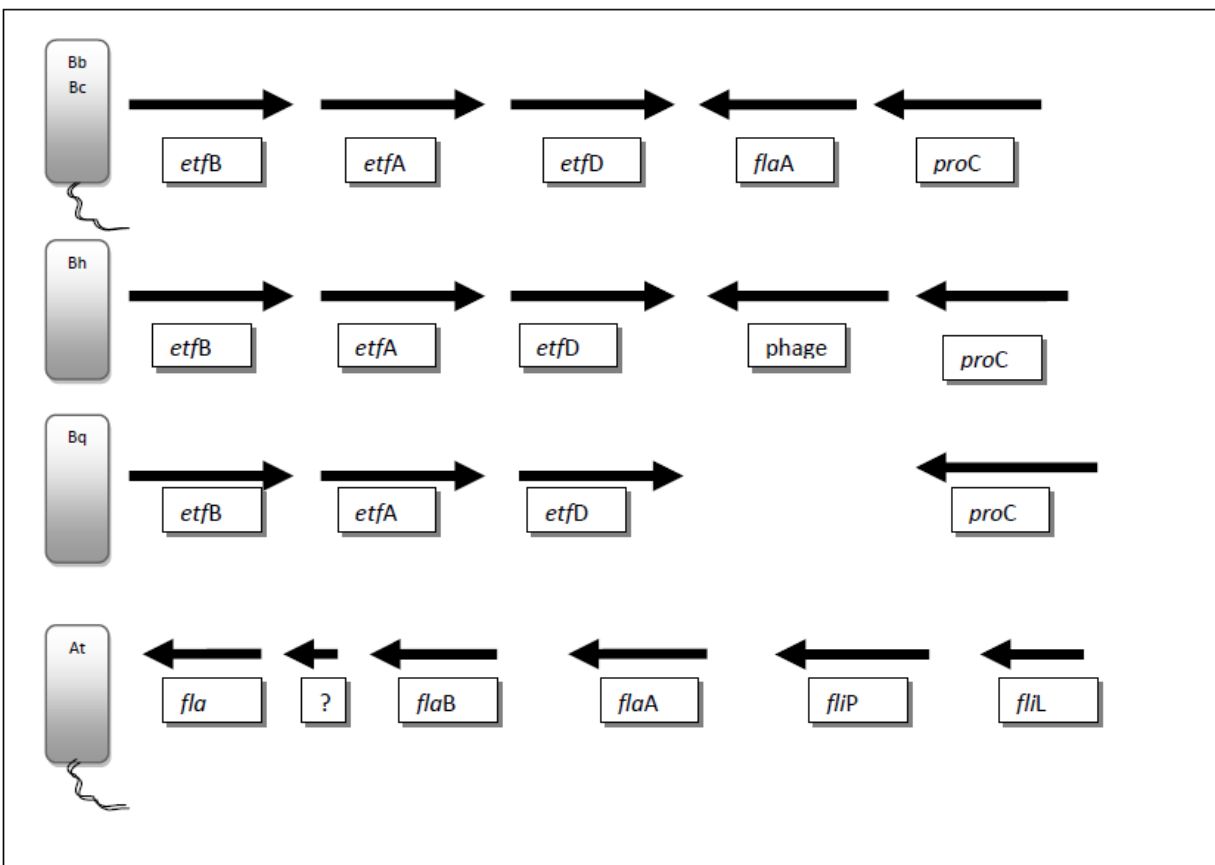 Bb
Bc
etfB etfA etfD flaA proC
Bh
etfB etfA etfD phage proC
Bq
etfB etfA etfD proC
At
fla ? flaB flaA fliP fliL